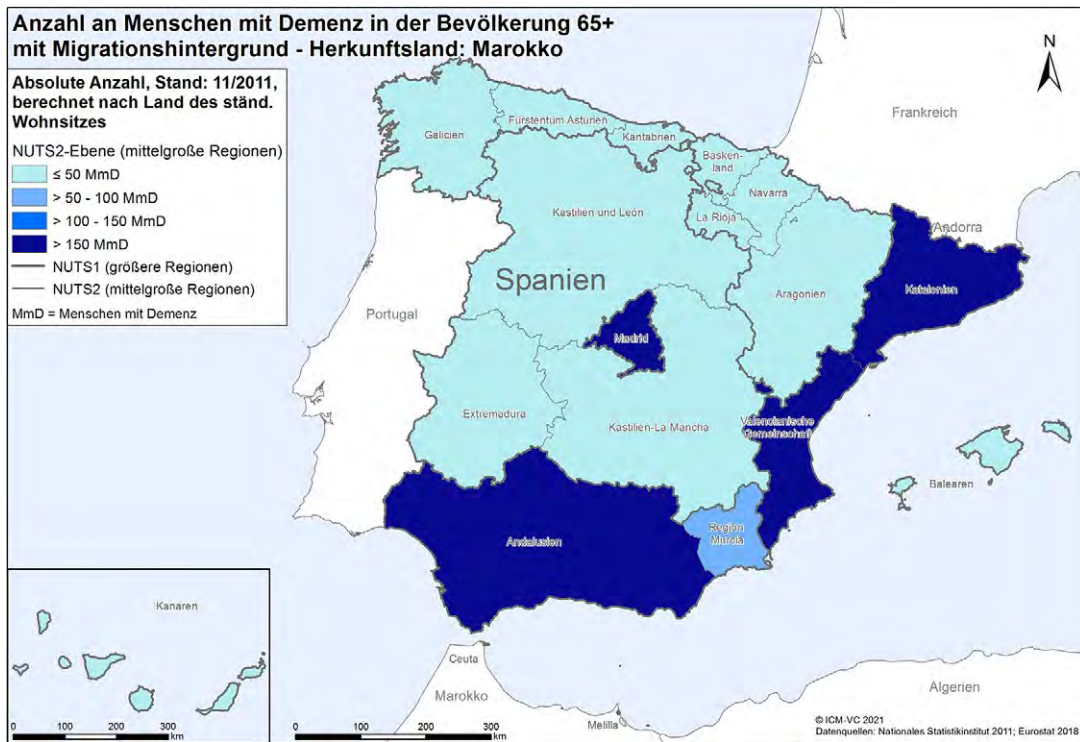 Anzahl an Menschen mit Demenz in der Bevölkerung 65+
mit Migrationshintergrund - Herkunftsland: Marokko
Absolute Anzahl, Stand: 11/2011,
berechnet nach Land des ständ.
Wohnsitzes
NUTS2-Ebene (mittelgroße Regionen)
≤ 50 MmD
> 50 - 100 MmD
> 100 - 150 MmD
> 150 MmD
NUTS1 (größere Regionen)
NUTS2 (mittelgroße Regionen)
MmD = Menschen mit Demenz
N
Frankreich
Galicien
Fürstentum Asturien
Kantabrien
Basken-
land
Navarra
La Rioja
Kastilien und León
Andorra
Katalonien
Aragonien
Spanien
Portugal
Madrid
Extremadura
Kastilien-La Mancha
Valencianische
Gemeinschaft
Balearen
Region
Murcia
Andalusien
Kanaren
Ceuta
Marokko
Melilla
Algerien
0 100 200 300
km
0 100 200 300
km
© ICM-VC 2021
Datenquellen: Nationales Statistikinstitut 2011; Eurostat 2018